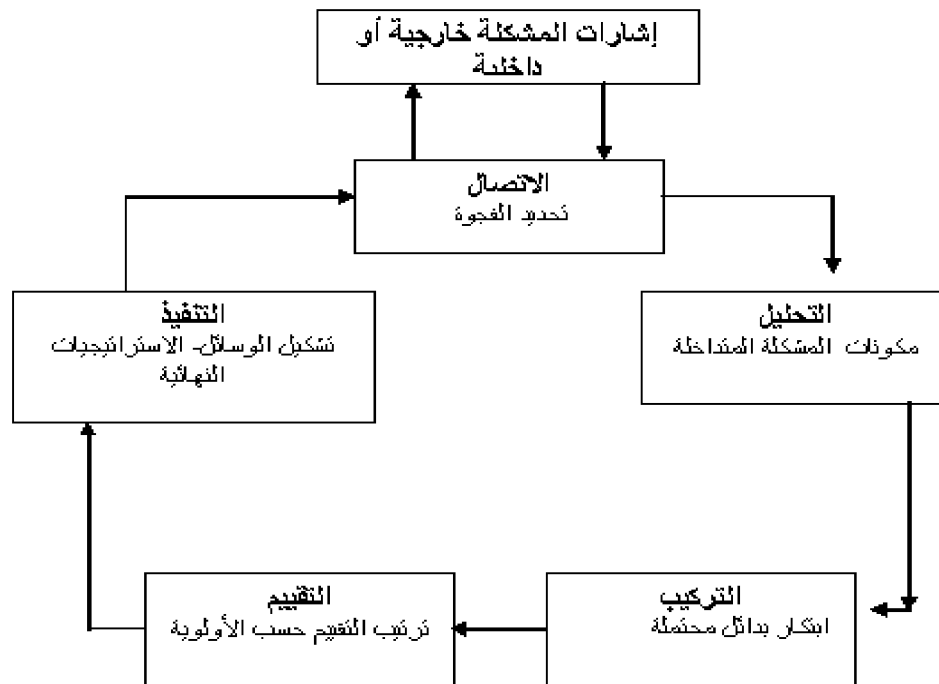 إشارات المشكلة خارجية أو
داخلية
الاتصال
تحديد الفجوة
التحليل
مكونات المشكلة المتداخلة
التركيب
ابتكار بدائل محتملة
التقييم
ترتيب التقييم حسب الأولوية
التنفيذ
تشكيل الوسائل- الاستراتيجيات
النهائية